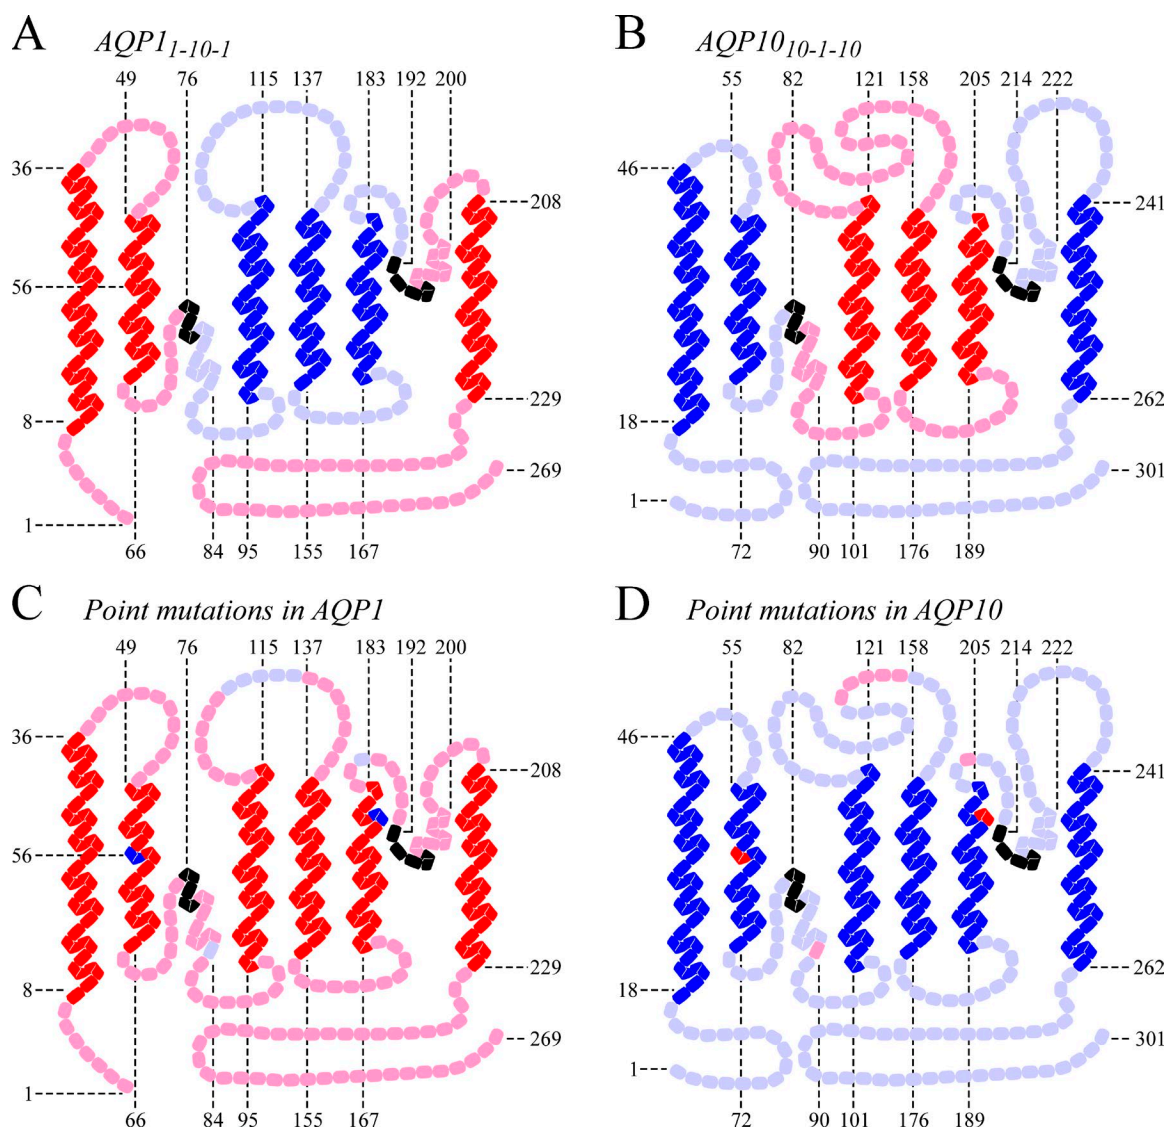 A
AQP1 1-10-1
49 76 115 137 183 192 200
36
208
56
8
229
269
1
66 84 95 155 167
B
AQP10 10-1-10
55 82 121 158 205 214 222
46
241
18
262
301
1
72 90 101 176 189
C
Point mutations in AQP1
49 76 115 137 183 192 200
36
208
56
8
229
269
1
66 84 95 155 167
D
Point mutations in AQP10
55 82 121 158 205 214 222
46
241
18
262
301
1
72 90 101 176 189